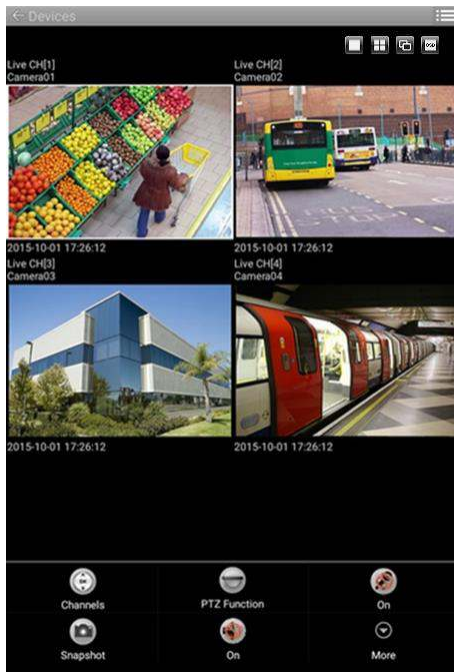 Devices
OSD
Live CH[1]
Camera01
Live CH[2]
Camera02
2015-10-01 17:26:12
2015-10-01 17:26:12
Live CH[3]
Camera03
Live CH[4]
Camera04
2015-10-01 17:26:12
2015-10-01 17:26:12
Channels
PTZ Function
On
Snapshot
On
More